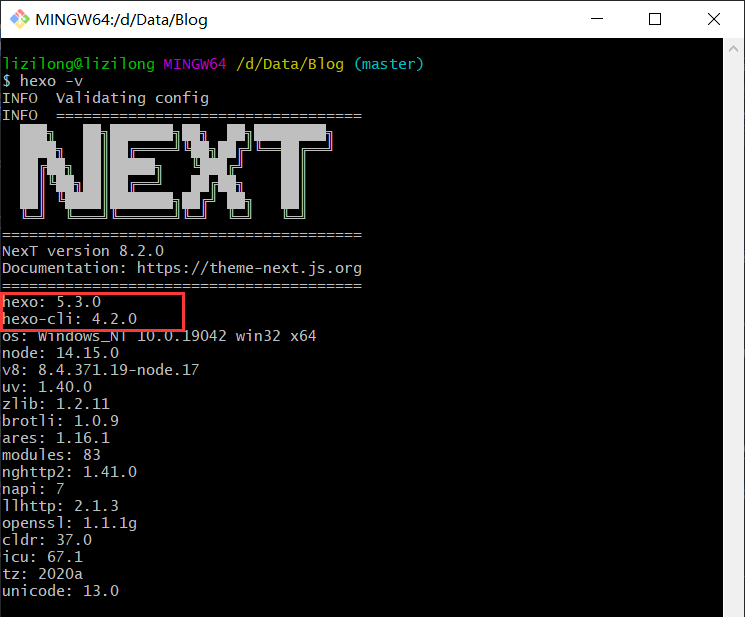 MINGW64:/d/Data/Blog
lizilong@lizilong MINGW64 /d/Data/Blog (master)
$ hexo -v
INFO  Validating config
INFO  ==================================
NEXT
========================================
NexT version 8.2.0
Documentation: https://theme-next.js.org
========================================
hexo: 5.3.0
hexo-cli: 4.2.0
os: Windows_NT 10.0.19042 win32 x64
node: 14.15.0
v8: 8.4.371.19-node.17
uv: 1.40.0
zlib: 1.2.11
brotli: 1.0.9
ares: 1.16.1
modules: 83
nghttp2: 1.41.0
napi: 7
llhttp: 2.1.3
openssl: 1.1.1g
cldr: 37.0
icu: 67.1
tz: 2020a
unicode: 13.0